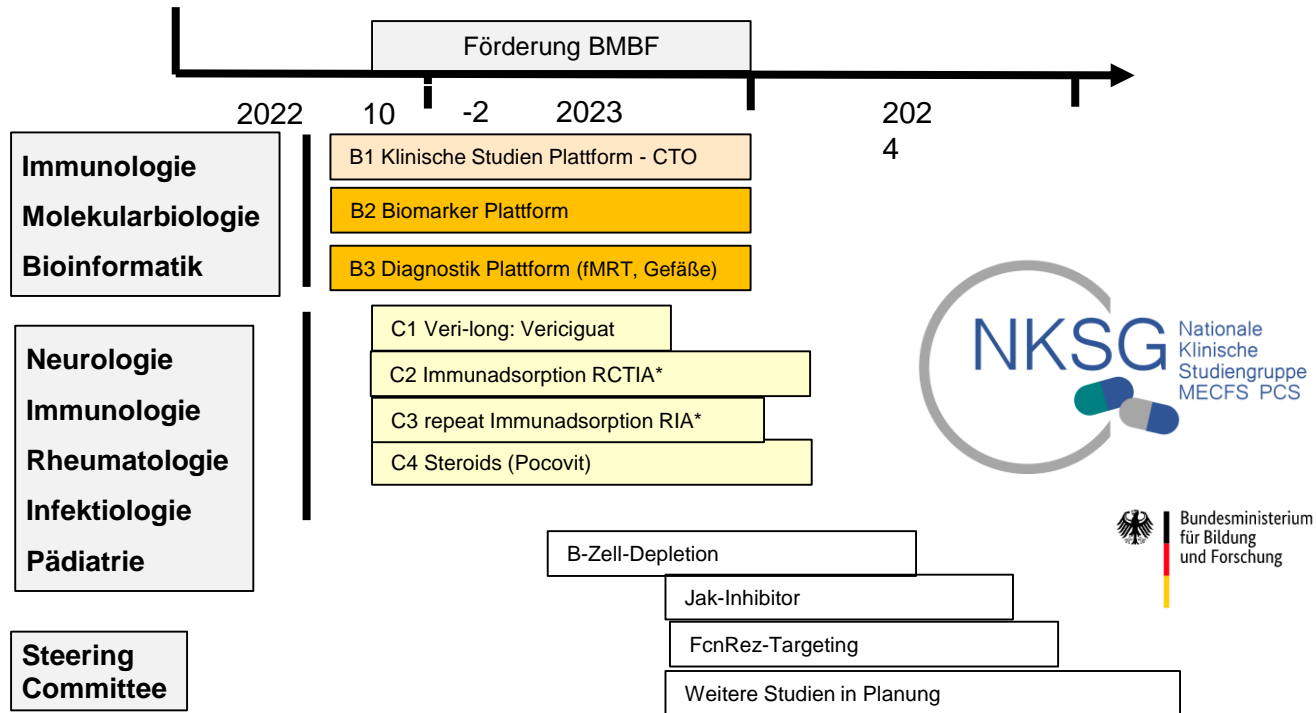 Förderung BMBF
2022 10 -2 2023 202
4
Immunologie
Molekularbiologie
Bioinformatik
B1 Klinische Studien Plattform - CTO
B2 Biomarker Plattform
B3 Diagnostik Plattform (fMRT, Gefäße)
Neurologie
Immunologie
Rheumatologie
Infektiologie
Pädiatrie
C1 Veri-long: Vericiguat
C2 Immunadsorption RCTIA*
C3 repeat Immunadsorption RIA*
C4 Steroids (Pocovit)
NKSG
Nationale
Klinische
Studiengruppe
MECFS PCS
Bundesministerium
für Bildung
und Forschung
B-Zell-Depletion
Jak-Inhibitor
FcnRez-Targeting
Weitere Studien in Planung
Steering
Committee